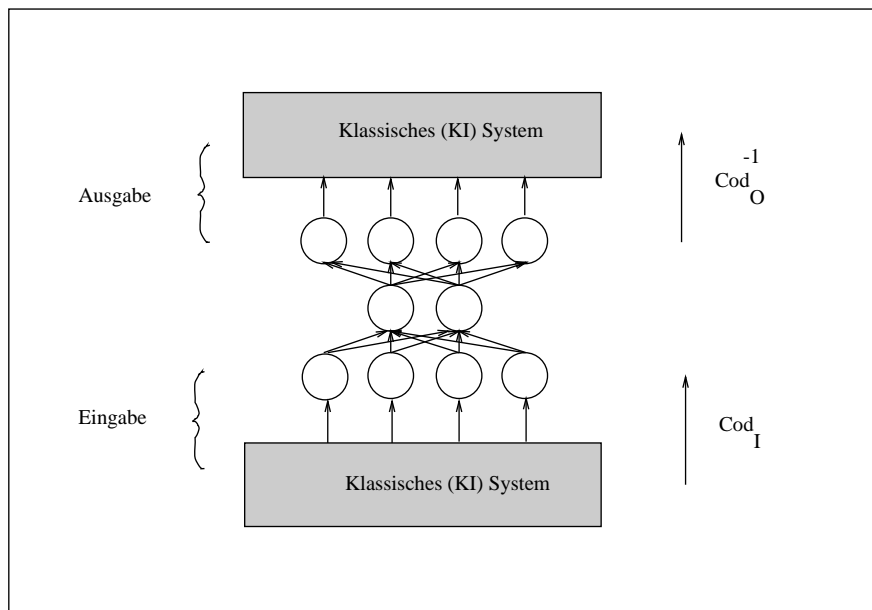 Klassisches (KI) System
Ausgabe
Cod O -1
Eingabe
Cod I
Klassisches (KI) System